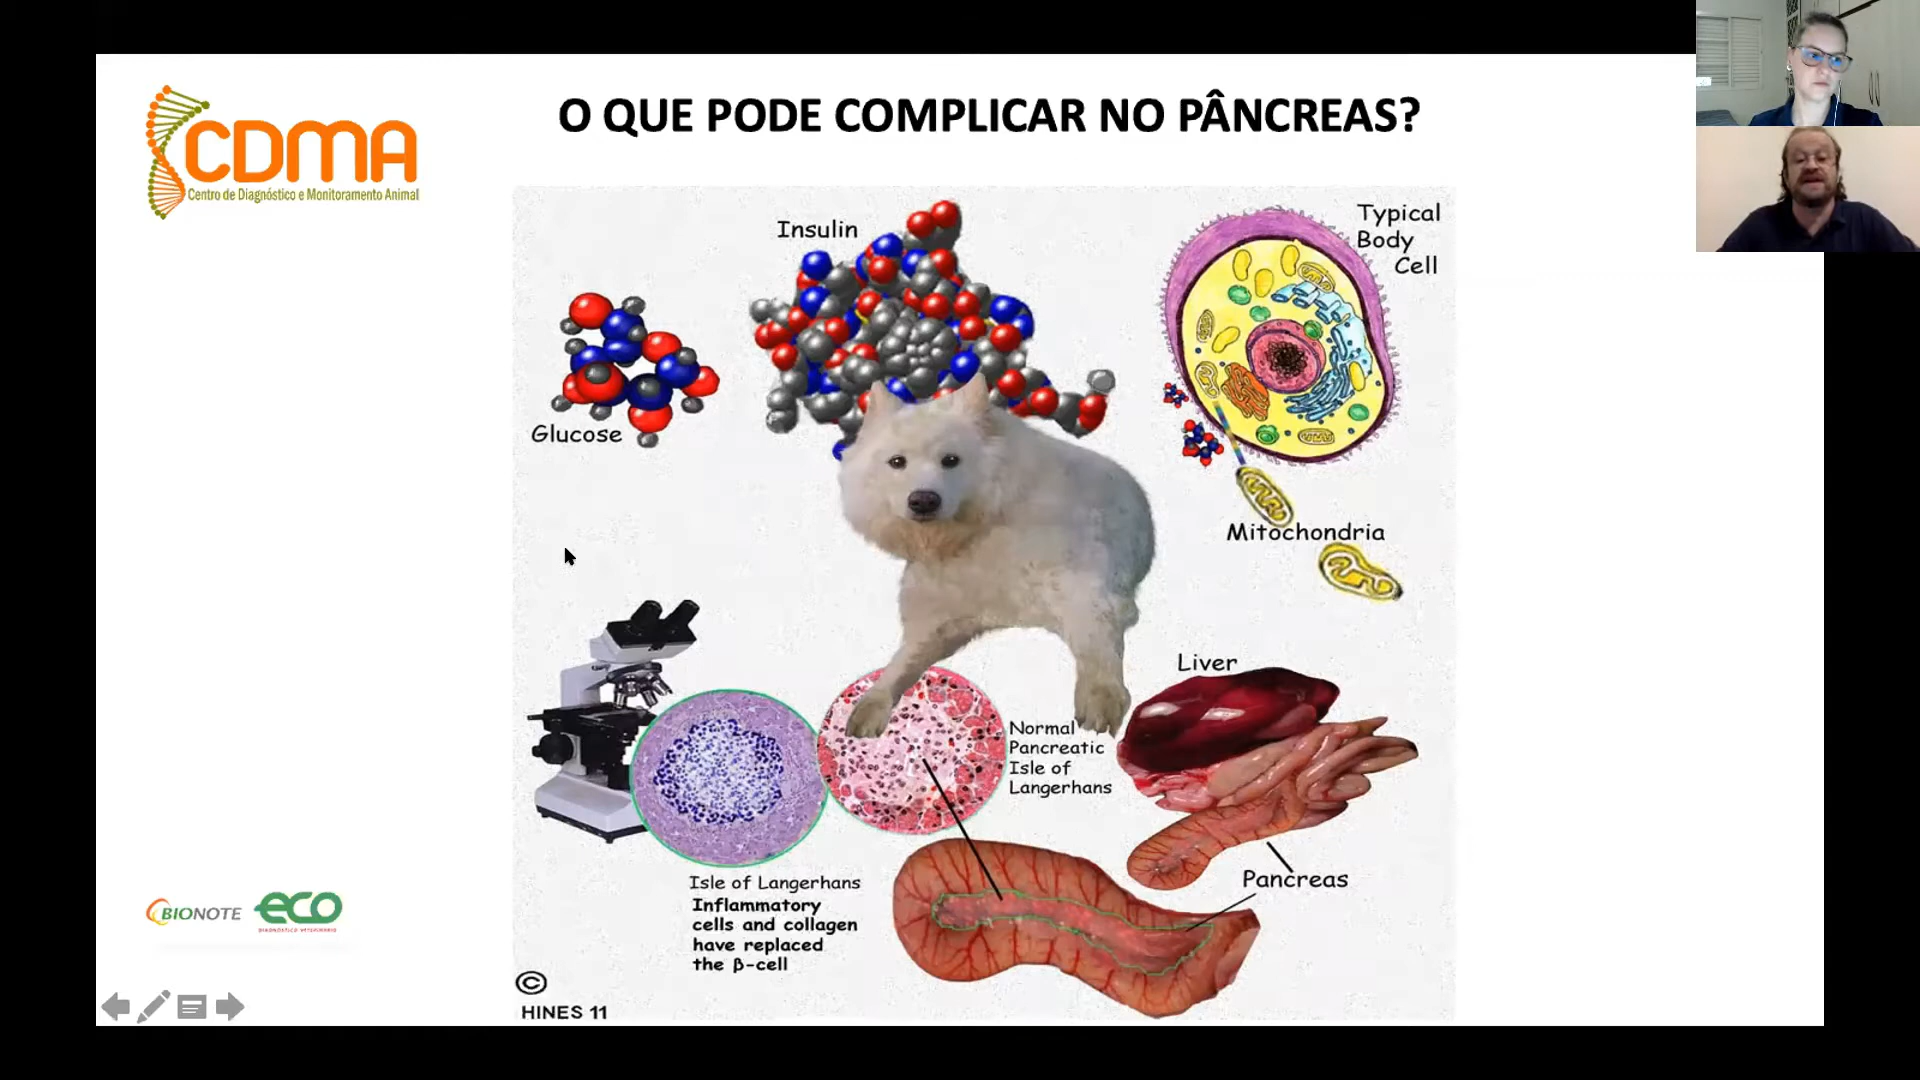 O QUE PODE COMPLICAR NO PÂNCREAS?
CDMA
Centro de Diagnóstico e Monitoramento Animal
Insulin
Typical
Body
Cell
Glucose
Mitochondria
Liver
Normal
Pancreatic
Isle of
Langerhans
Pancreas
Isle of Langerhans
Inflammatory
cells and collagen
have replaced
the β-cell
BIONOTE
eco
DIAGNÓSTICA VETERINÁRIA
©
HINES 11